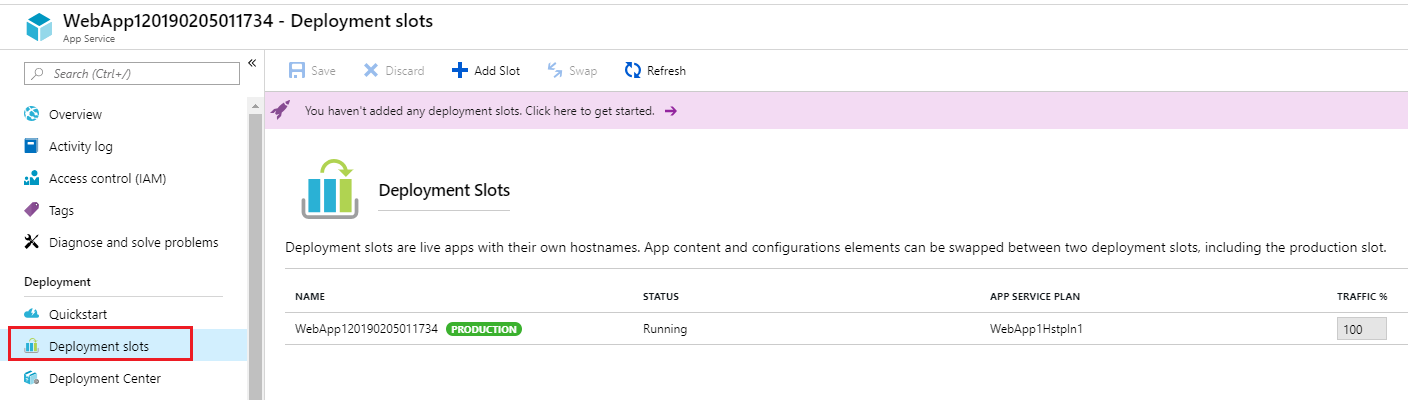 WebApp120190205011734 - Deployment slots
App Service
Search (Ctrl+/)
«
Overview
Activity log
Access control (IAM)
Tags
Diagnose and solve problems
Deployment
Quickstart
Deployment slots
Deployment Center
Save Discard Add Slot Swap Refresh
You haven't added any deployment slots. Click here to get started.
Deployment Slots
Deployment slots are live apps with their own hostnames. App content and configurations elements can be swapped between two deployment slots, including the production slot.
NAME STATUS APP SERVICE PLAN TRAFFIC %
WebApp120190205011734 PRODUCTION Running WebApp1Hstpln1 100